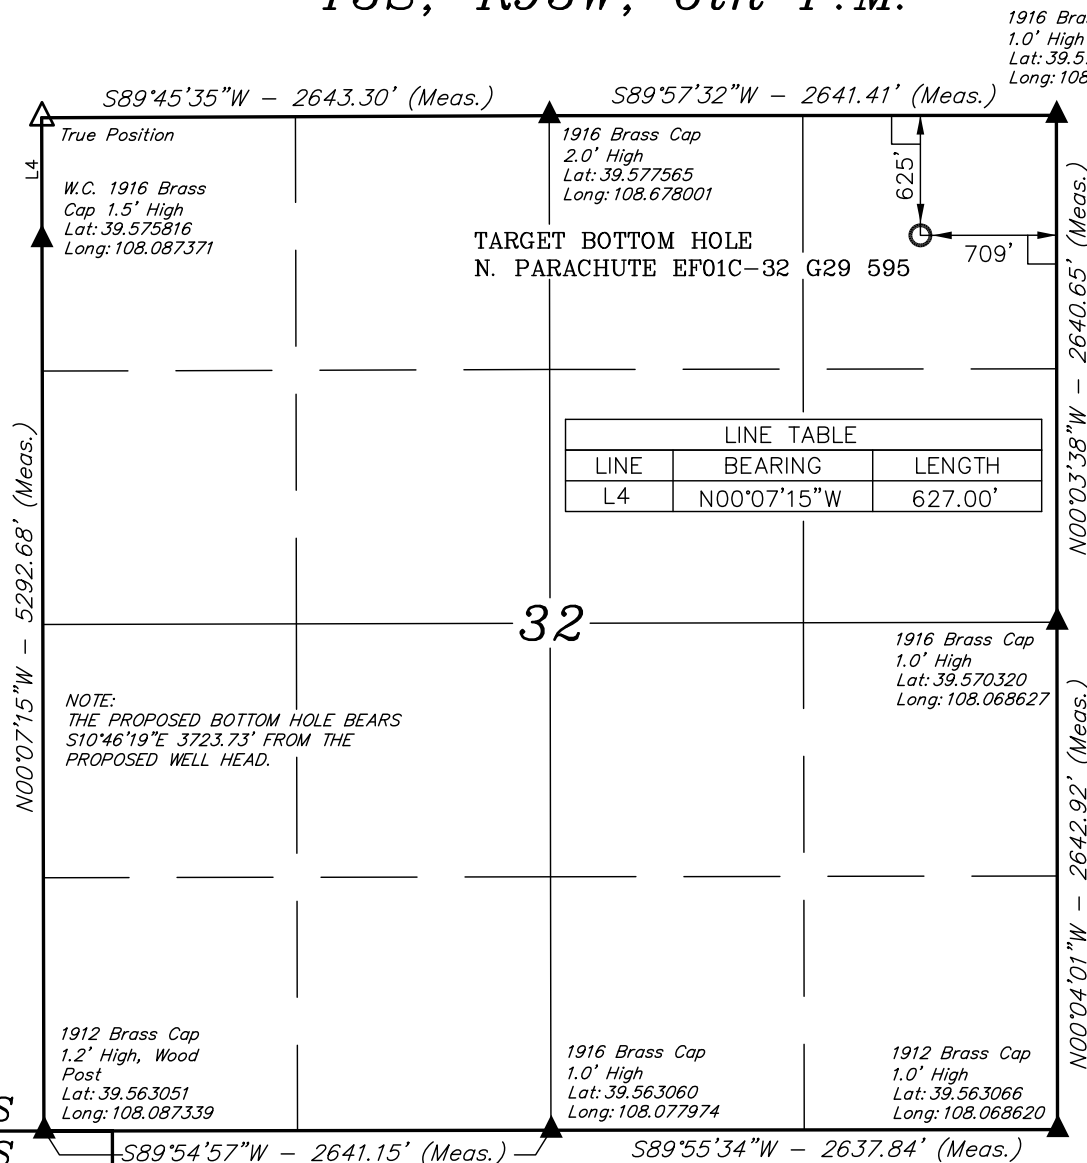 1916
1.0' High
S89°45'35"W - 2643.30' (Meas.)
S89°57'32"W - 2641.41' (Meas.)
True Position
L4
W.C. 1916 Brass
Cap 1.5' High
Lat: 39.575816
Long: 108.087371
1916 Brass Cap
2.0' High
Lat: 39.577565
Long: 108.678001
625'
709'
TARGET BOTTOM HOLE
N. PARACHUTE EF01C-32 G29 595
N00°03'38"W - 2640.65' (Meas.)
LINE TABLE
LINE BEARING LENGTH
L4 N00°07'15"W 627.00'
N00°07'15"W - 5292.68' (Meas.)
32
1916 Brass Cap
1.0' High
Lat: 39.570320
Long: 108.068627
NOTE:
THE PROPOSED BOTTOM HOLE BEARS
S10°46'19"E 3723.73' FROM THE
PROPOSED WELL HEAD.
N00°04'01"W - 2642.92' (Meas.)
1912 Brass Cap
1.2' High, Wood
Post
Lat: 39.563051
Long: 108.087339
1916 Brass Cap
1.0' High
Lat: 39.563060
Long: 108.077974
1912 Brass Cap
1.0' High
Lat: 39.563066
Long: 108.068620
S89°54'57"W - 2641.15' (Meas.)
S89°55'34"W - 2637.84' (Meas.)